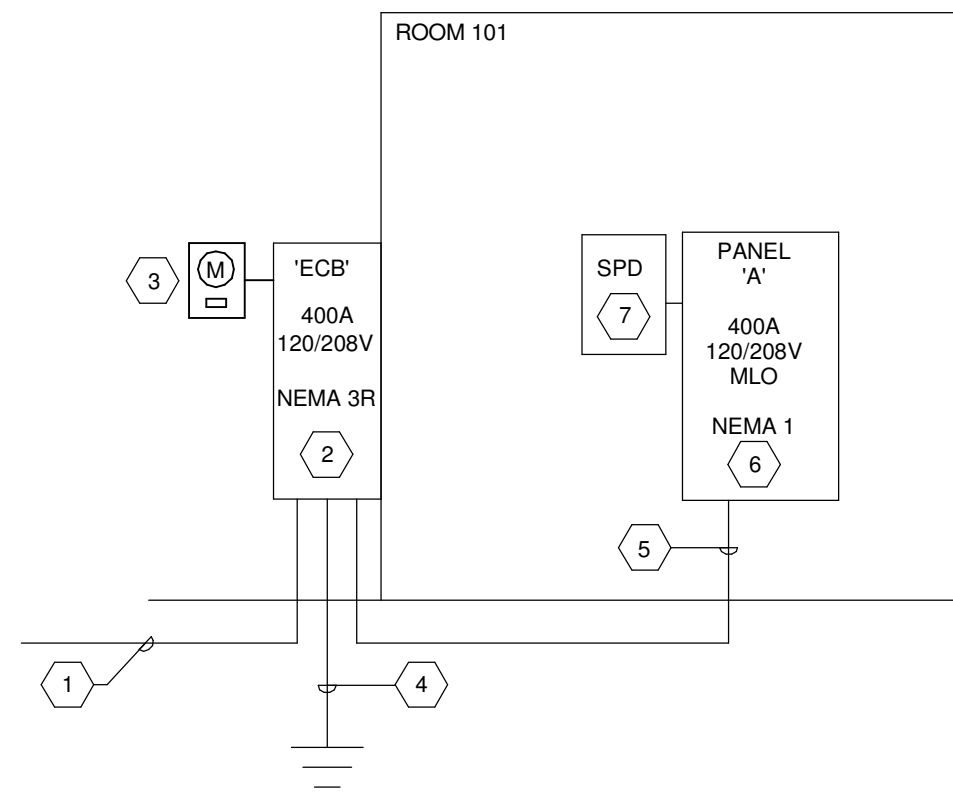 ROOM 101
3
M
'ECB'
400A
120/208V
NEMA 3R
2
SPD
7
PANEL
'A'
400A
120/208V
MLO
NEMA 1
6
5
1
4